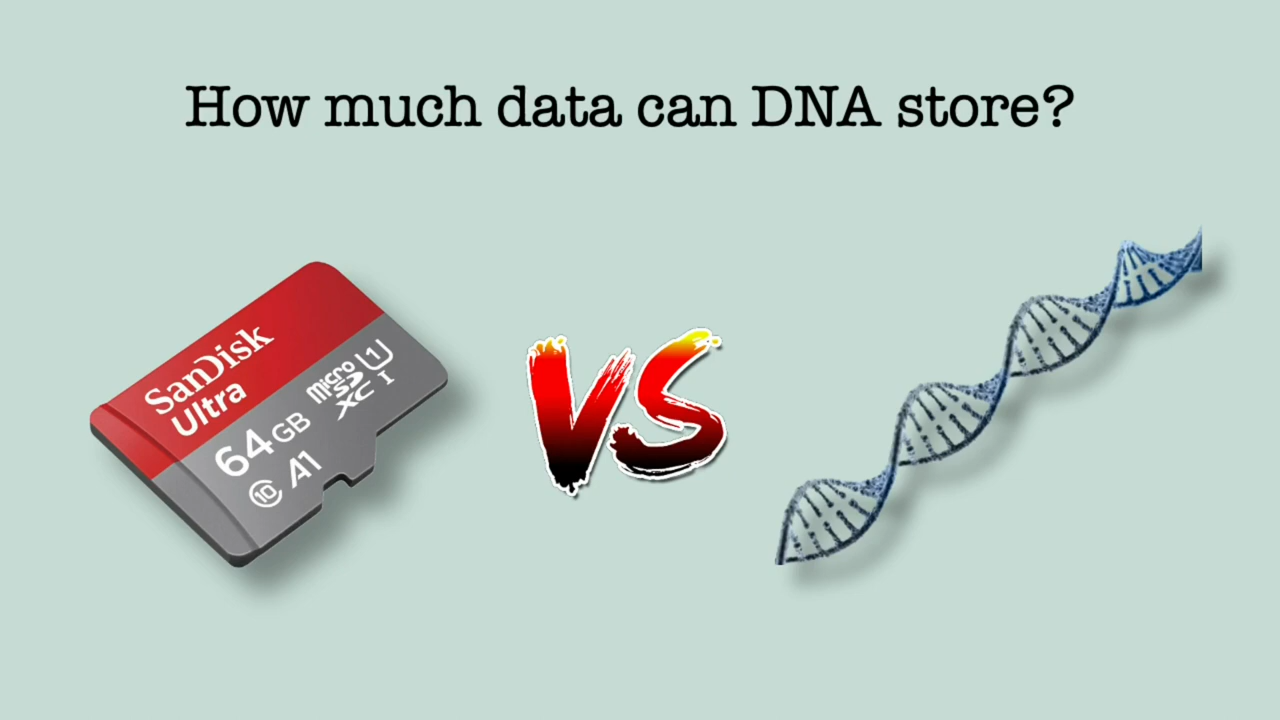 How much data can DNA store?
SanDisk
Ultra
64 GB
micro
SD
XC I
U1
10 A1
VS